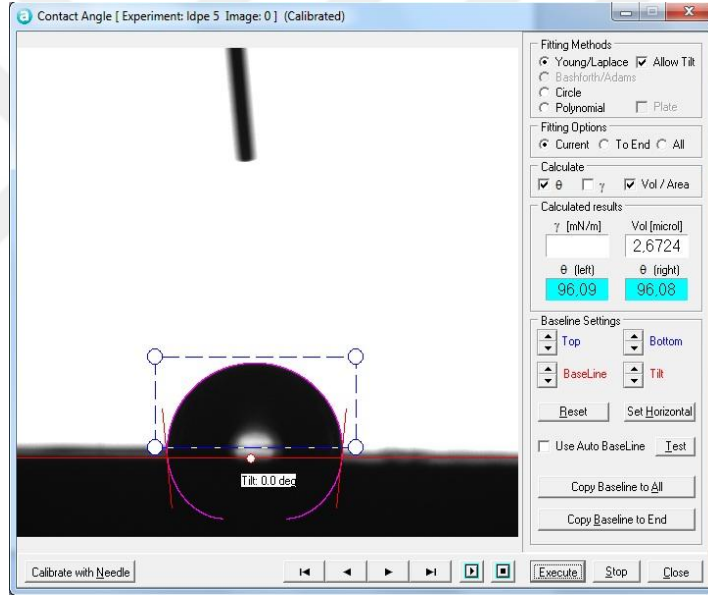 Contact Angle [ Experiment: ldpe 5 Image: 0 ] (Calibrated)
Fitting Methods
Young/Laplace Allow Tilt
Bashforth/Adams
Circle
Polynomial Plate
Fitting Options
Current To End All
Calculate
θ γ Vol / Area
Calculated results
γ [mN/m] Vol [microl]
2,6724
θ (left) θ (right)
96,09 96,08
Baseline Settings
Top Bottom
BaseLine Tilt
Reset Set Horizontal
Use Auto BaseLine Test
Copy Baseline to All
Copy Baseline to End
Tilt: 0.0 deg
Calibrate with Needle Execute Stop Close